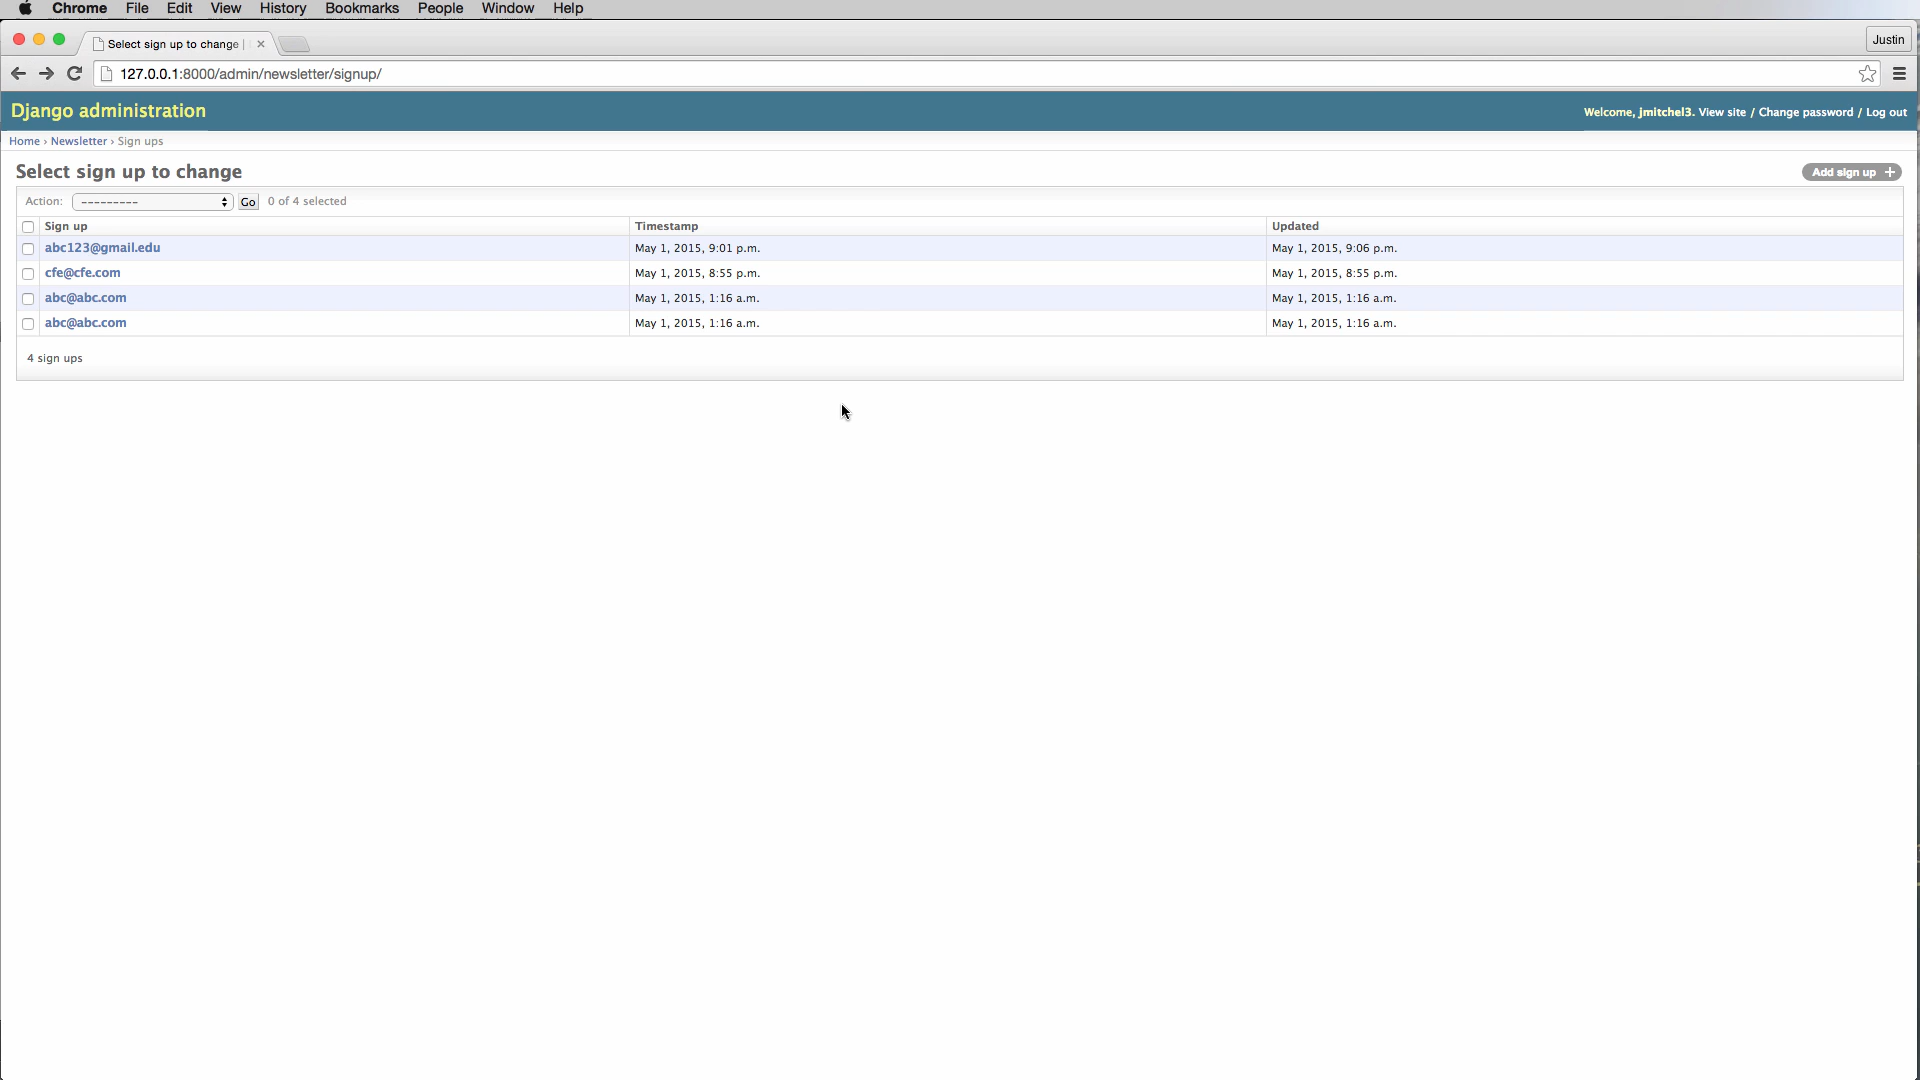 Chrome File Edit View History Bookmarks People Window Help
Select sign up to change |
Justin
127.0.0.1:8000/admin/newsletter/signup/
Django administration
Welcome, jmitchel3. View site / Change password / Log out
Home › Newsletter › Sign ups
Select sign up to change
Add sign up +
Action: --------- Go 0 of 4 selected
Sign up Timestamp Updated
abc123@gmail.edu May 1, 2015, 9:01 p.m. May 1, 2015, 9:06 p.m.
cfe@cfe.com May 1, 2015, 8:55 p.m. May 1, 2015, 8:55 p.m.
abc@abc.com May 1, 2015, 1:16 a.m. May 1, 2015, 1:16 a.m.
abc@abc.com May 1, 2015, 1:16 a.m. May 1, 2015, 1:16 a.m.
4 sign ups